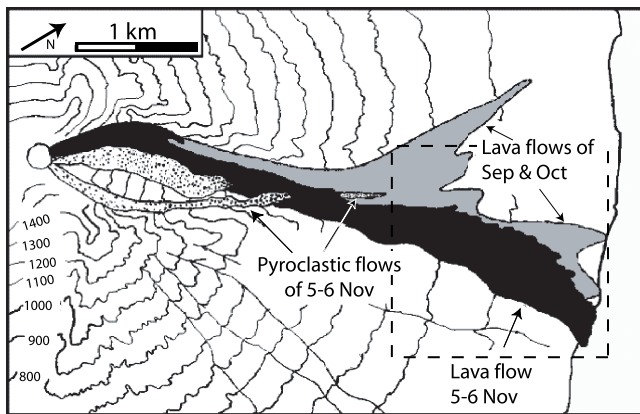 N
1 km
Lava flows of
Sep & Oct
1400
1300
1200
1100
1000
900
800
Pyroclastic flows
of 5-6 Nov
Lava flow
5-6 Nov